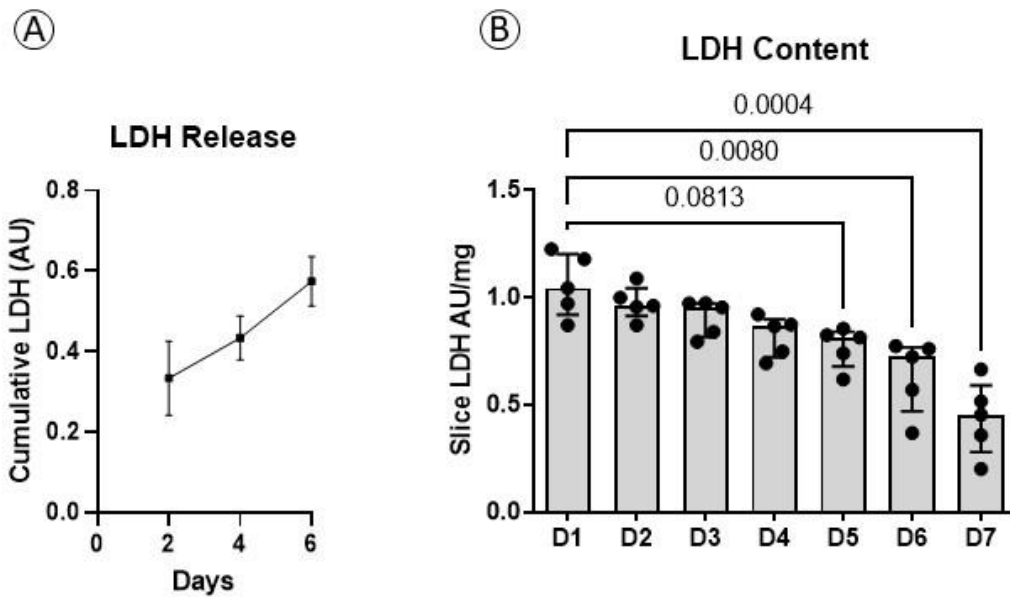 A
LDH Release
Cumulative LDH (AU)
0.8
0.6
0.4
0.2
0.0
0 2 4 6
Days
B
LDH Content
0.0004
0.0080
0.0813
Slice LDH AU/mg
1.5
1.0
0.5
0.0
D1 D2 D3 D4 D5 D6 D7